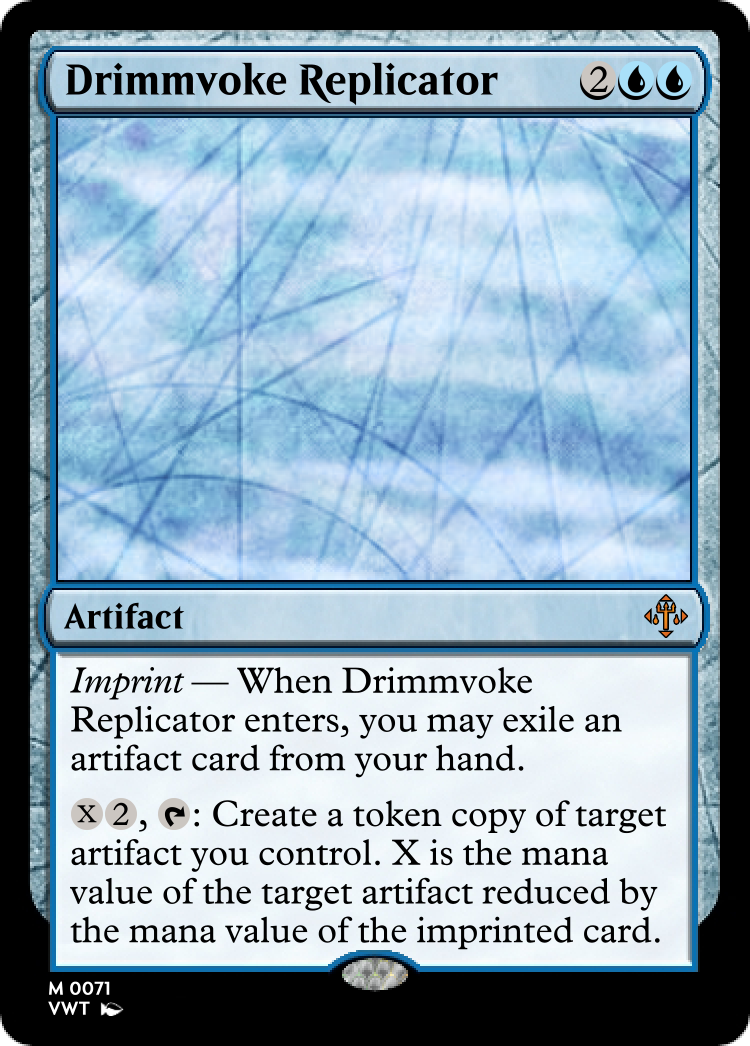 Drimmvoke Replicator 2
Artifact
Imprint — When Drimmvoke
Replicator enters, you may exile an
artifact card from your hand.
X 2, : Create a token copy of target
artifact you control. X is the mana
value of the target artifact reduced by
the mana value of the imprinted card.
M 0071
VWT